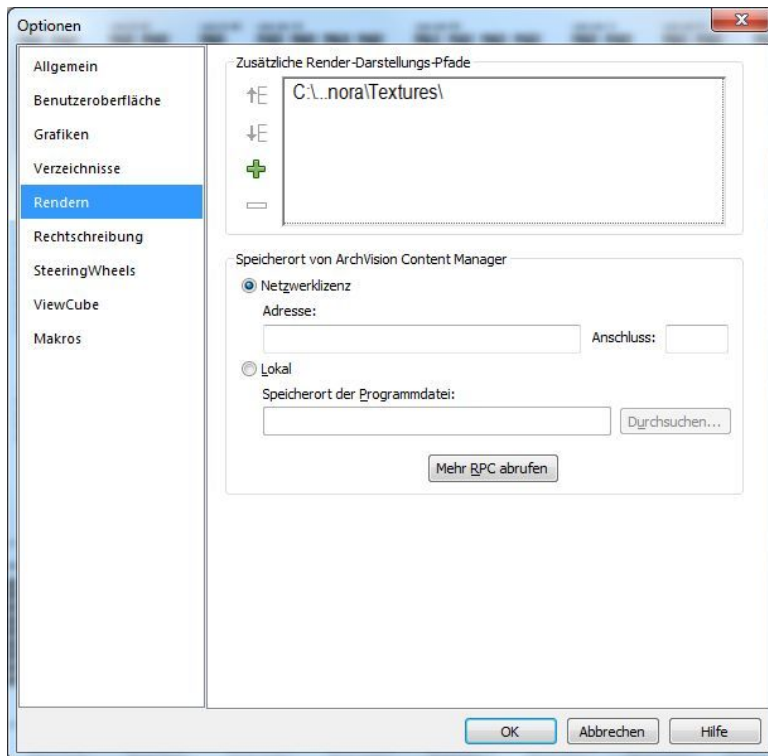 Optionen
Allgemein
Benutzeroberfläche
Grafiken
Verzeichnisse
Rendern
Rechtschreibung
SteeringWheels
ViewCube
Makros
Zusätzliche Render-Darstellungs-Pfade
C:\..nora\Textures\
Speicherort von ArchVision Content Manager
Netzwerklizenz
Adresse:
Anschluss:
Lokal
Speicherort der Programmdatei:
Durchsuchen...
Mehr RPC abrufen
OK Abbrechen Hilfe